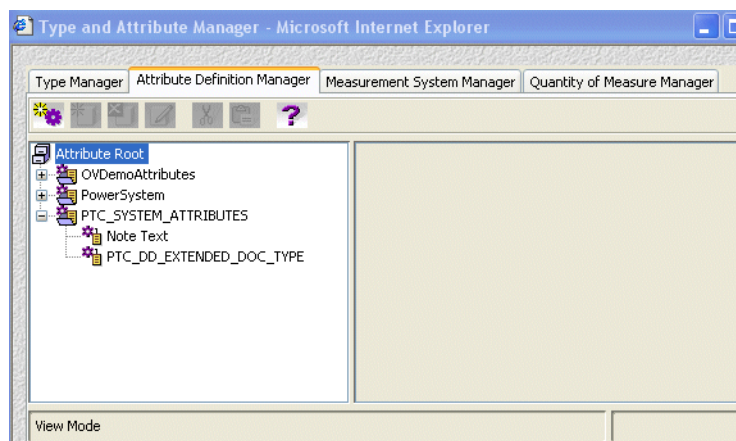 Type and Attribute Manager - Microsoft Internet Explorer
Type Manager Attribute Definition Manager Measurement System Manager Quantity of Measure Manager
?
Attribute Root
OVDemoAttributes
PowerSystem
PTC_SYSTEM_ATTRIBUTES
Note Text
PTC_DD_EXTENDED_DOC_TYPE
View Mode